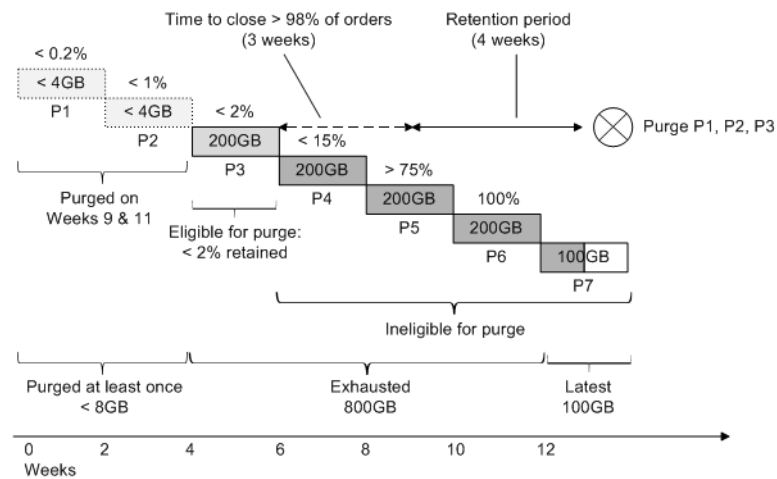 Time to close > 98% of orders
(3 weeks)
Retention period
(4 weeks)
< 0.2%
< 4GB
P1
< 1%
< 4GB
P2
< 2%
200GB
P3
Purge P1, P2, P3
< 15%
200GB
P4
> 75%
200GB
P5
100%
200GB
P6
100GB
P7
Purged on
Weeks 9 & 11
Eligible for purge:
< 2% retained
Ineligible for purge
Purged at least once
< 8GB
Exhausted
800GB
Latest
100GB
0 2 4 6 8 10 12
Weeks